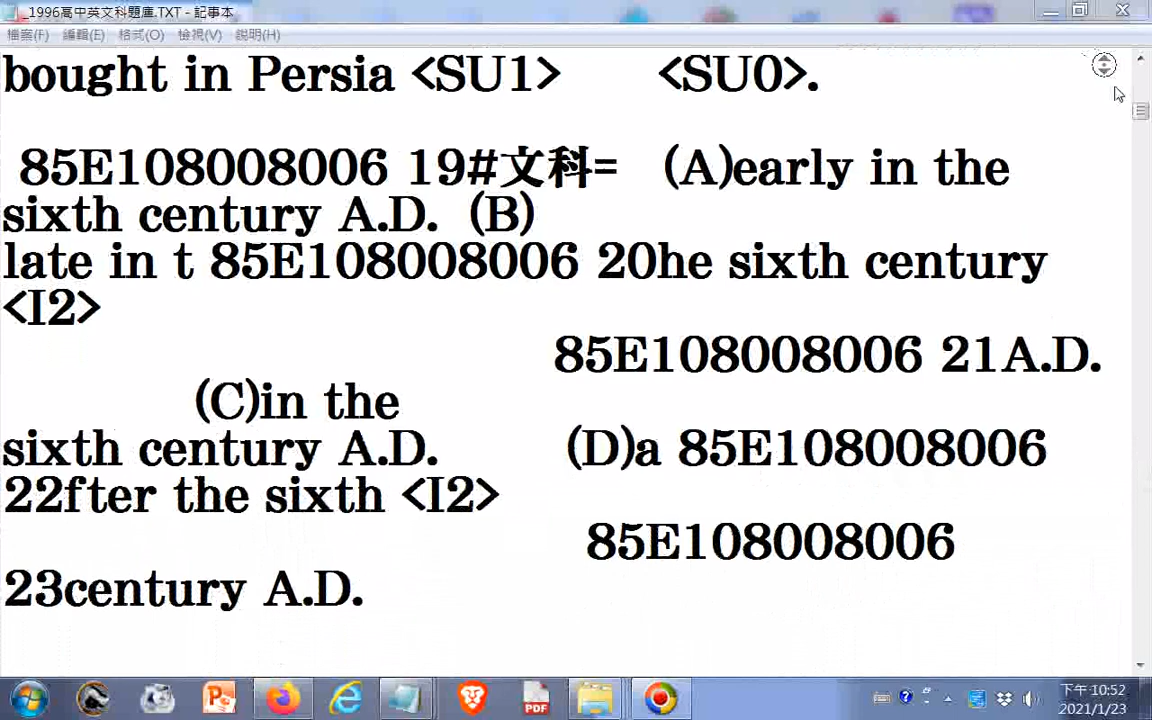 _1996高中英文科題庫.TXT - 記事本
檔案(F) 編輯(E) 格式(O) 檢視(V) 說明(H)
bought in Persia <SU1> <SU0>.
85E108008006 19#文科= (A)early in the
sixth century A.D. (B)
late in t 85E108008006 20he sixth century
<I2>
85E108008006 21A.D.
(C)in the
sixth century A.D. (D)a 85E108008006
22fter the sixth <I2>
85E108008006
23century A.D.
PDF
下午 10:52
2021/1/23